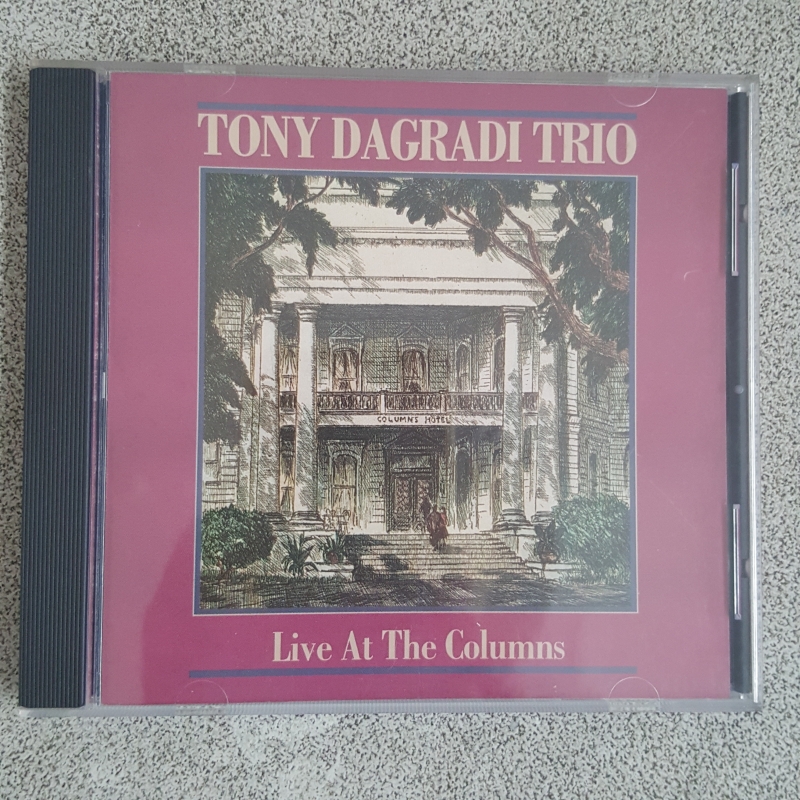 TONY DAGRADI TRIO
COLUMNS HOTEL
Live At The Columns